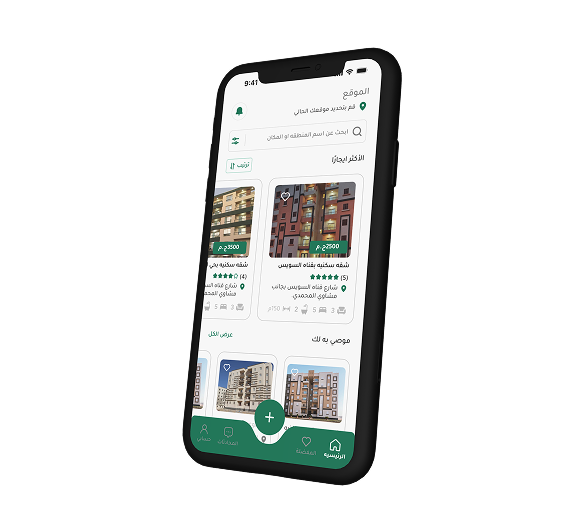 9:41
الموقع
قم بتحديد موقعك الحالي
ابحث عن اسم المنطقه او المكان
ترتيب
الأكثر ايجارًا
2500ج.م
شقه سكنيه بقناه السويس
(5)
شارع قناه السويس بجانب
مشاوي المحمدي.
3 5 2 150م
3500ج.م
شقه سكنيه بحي
(4)
شارع قناه السو
مشاوي المحمد
3 5
موصي به لك
عرض الكل
الرئيسيه
المفضلة
المحادثات
حسابي